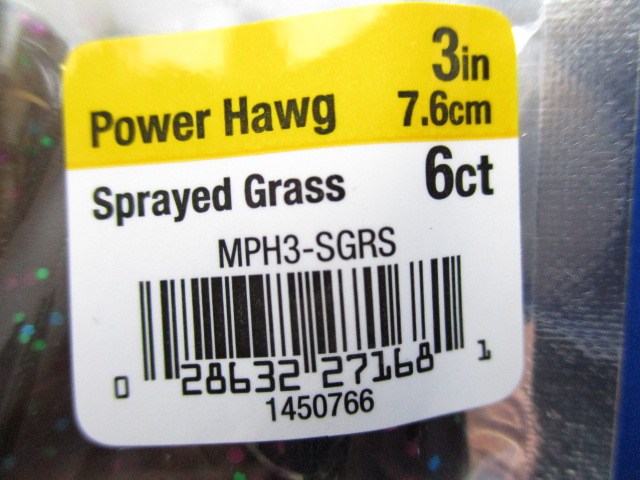 3in
Power Hawg 7.6cm
Sprayed Grass 6ct
MPH3-SGRS
0 28632 27168 1
1450766